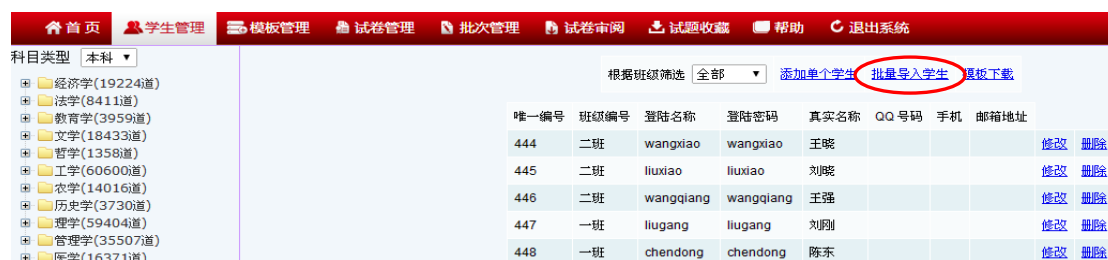 首 页 学生管理 模板管理 试卷管理 批次管理 试卷审阅 试题收藏 帮助 退出系统
科目类型 本科
根据班级筛选 全部 添加单个学生 批量导入学生 模板下载
经济学(19224道)
法学(8411道)
教育学(3959道)
文学(18433道)
哲学(1358道)
工学(60600道)
农学(14016道)
历史学(3730道)
理学(59404道)
管理学(35507道)
医学(16371道)
唯一编号 班级编号 登陆名称 登陆密码 真实名称 QQ 号码 手机 邮箱地址
444 二班 wangxiao wangxiao 王晓 修改 删除
445 二班 liuxiao liuxiao 刘晓 修改 删除
446 二班 wangqiang wangqiang 王强 修改 删除
447 一班 liugang liugang 刘刚 修改 删除
448 一班 chendong chendong 陈东 修改 删除